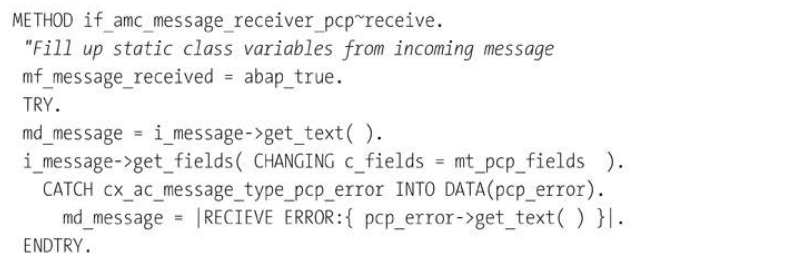 METHOD if_amc_message_receiver_pcp~receive.
"Fill up static class variables from incoming message
mf_message_received = abap_true.
TRY.
md_message = i_message->get_text( ).
i_message->get_fields( CHANGING c_fields = mt_pcp_fields  ).
CATCH cx_ac_message_type_pcp_error INTO DATA(pcp_error).
md_message = |RECIEVE ERROR:{ pcp_error->get_text( ) }|.
ENDTRY.